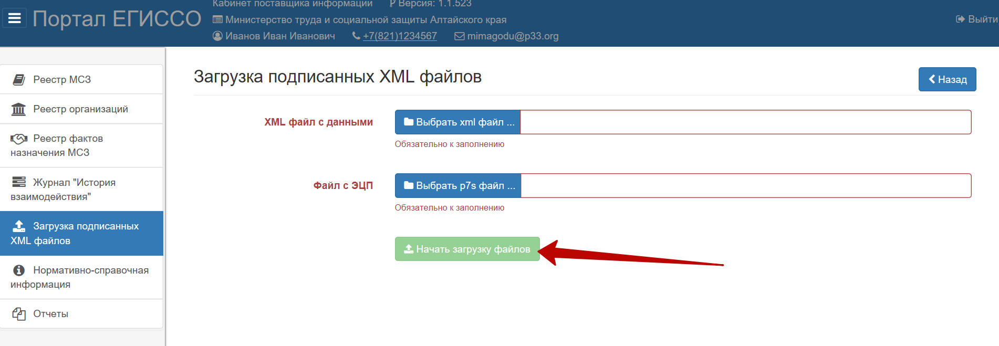 Кабинет поставщика информации Версия: 1.1.523
Портал ЕГИССО
Министерство труда и социальной защиты Алтайского края
Выйти
Иванов Иван Иванович +7(821)1234567 mimagodu@p33.org
Реестр МСЗ
Реестр организаций
Реестр фактов
назначения МСЗ
Журнал "История
взаимодействия"
Загрузка подписанных
XML файлов
Нормативно-справочная
информация
Отчеты
Загрузка подписанных XML файлов
Назад
XML файл с данными
Выбрать xml файл ...
Обязательно к заполнению
Файл с ЭЦП
Выбрать p7s файл ...
Обязательно к заполнению
Начать загрузку файлов